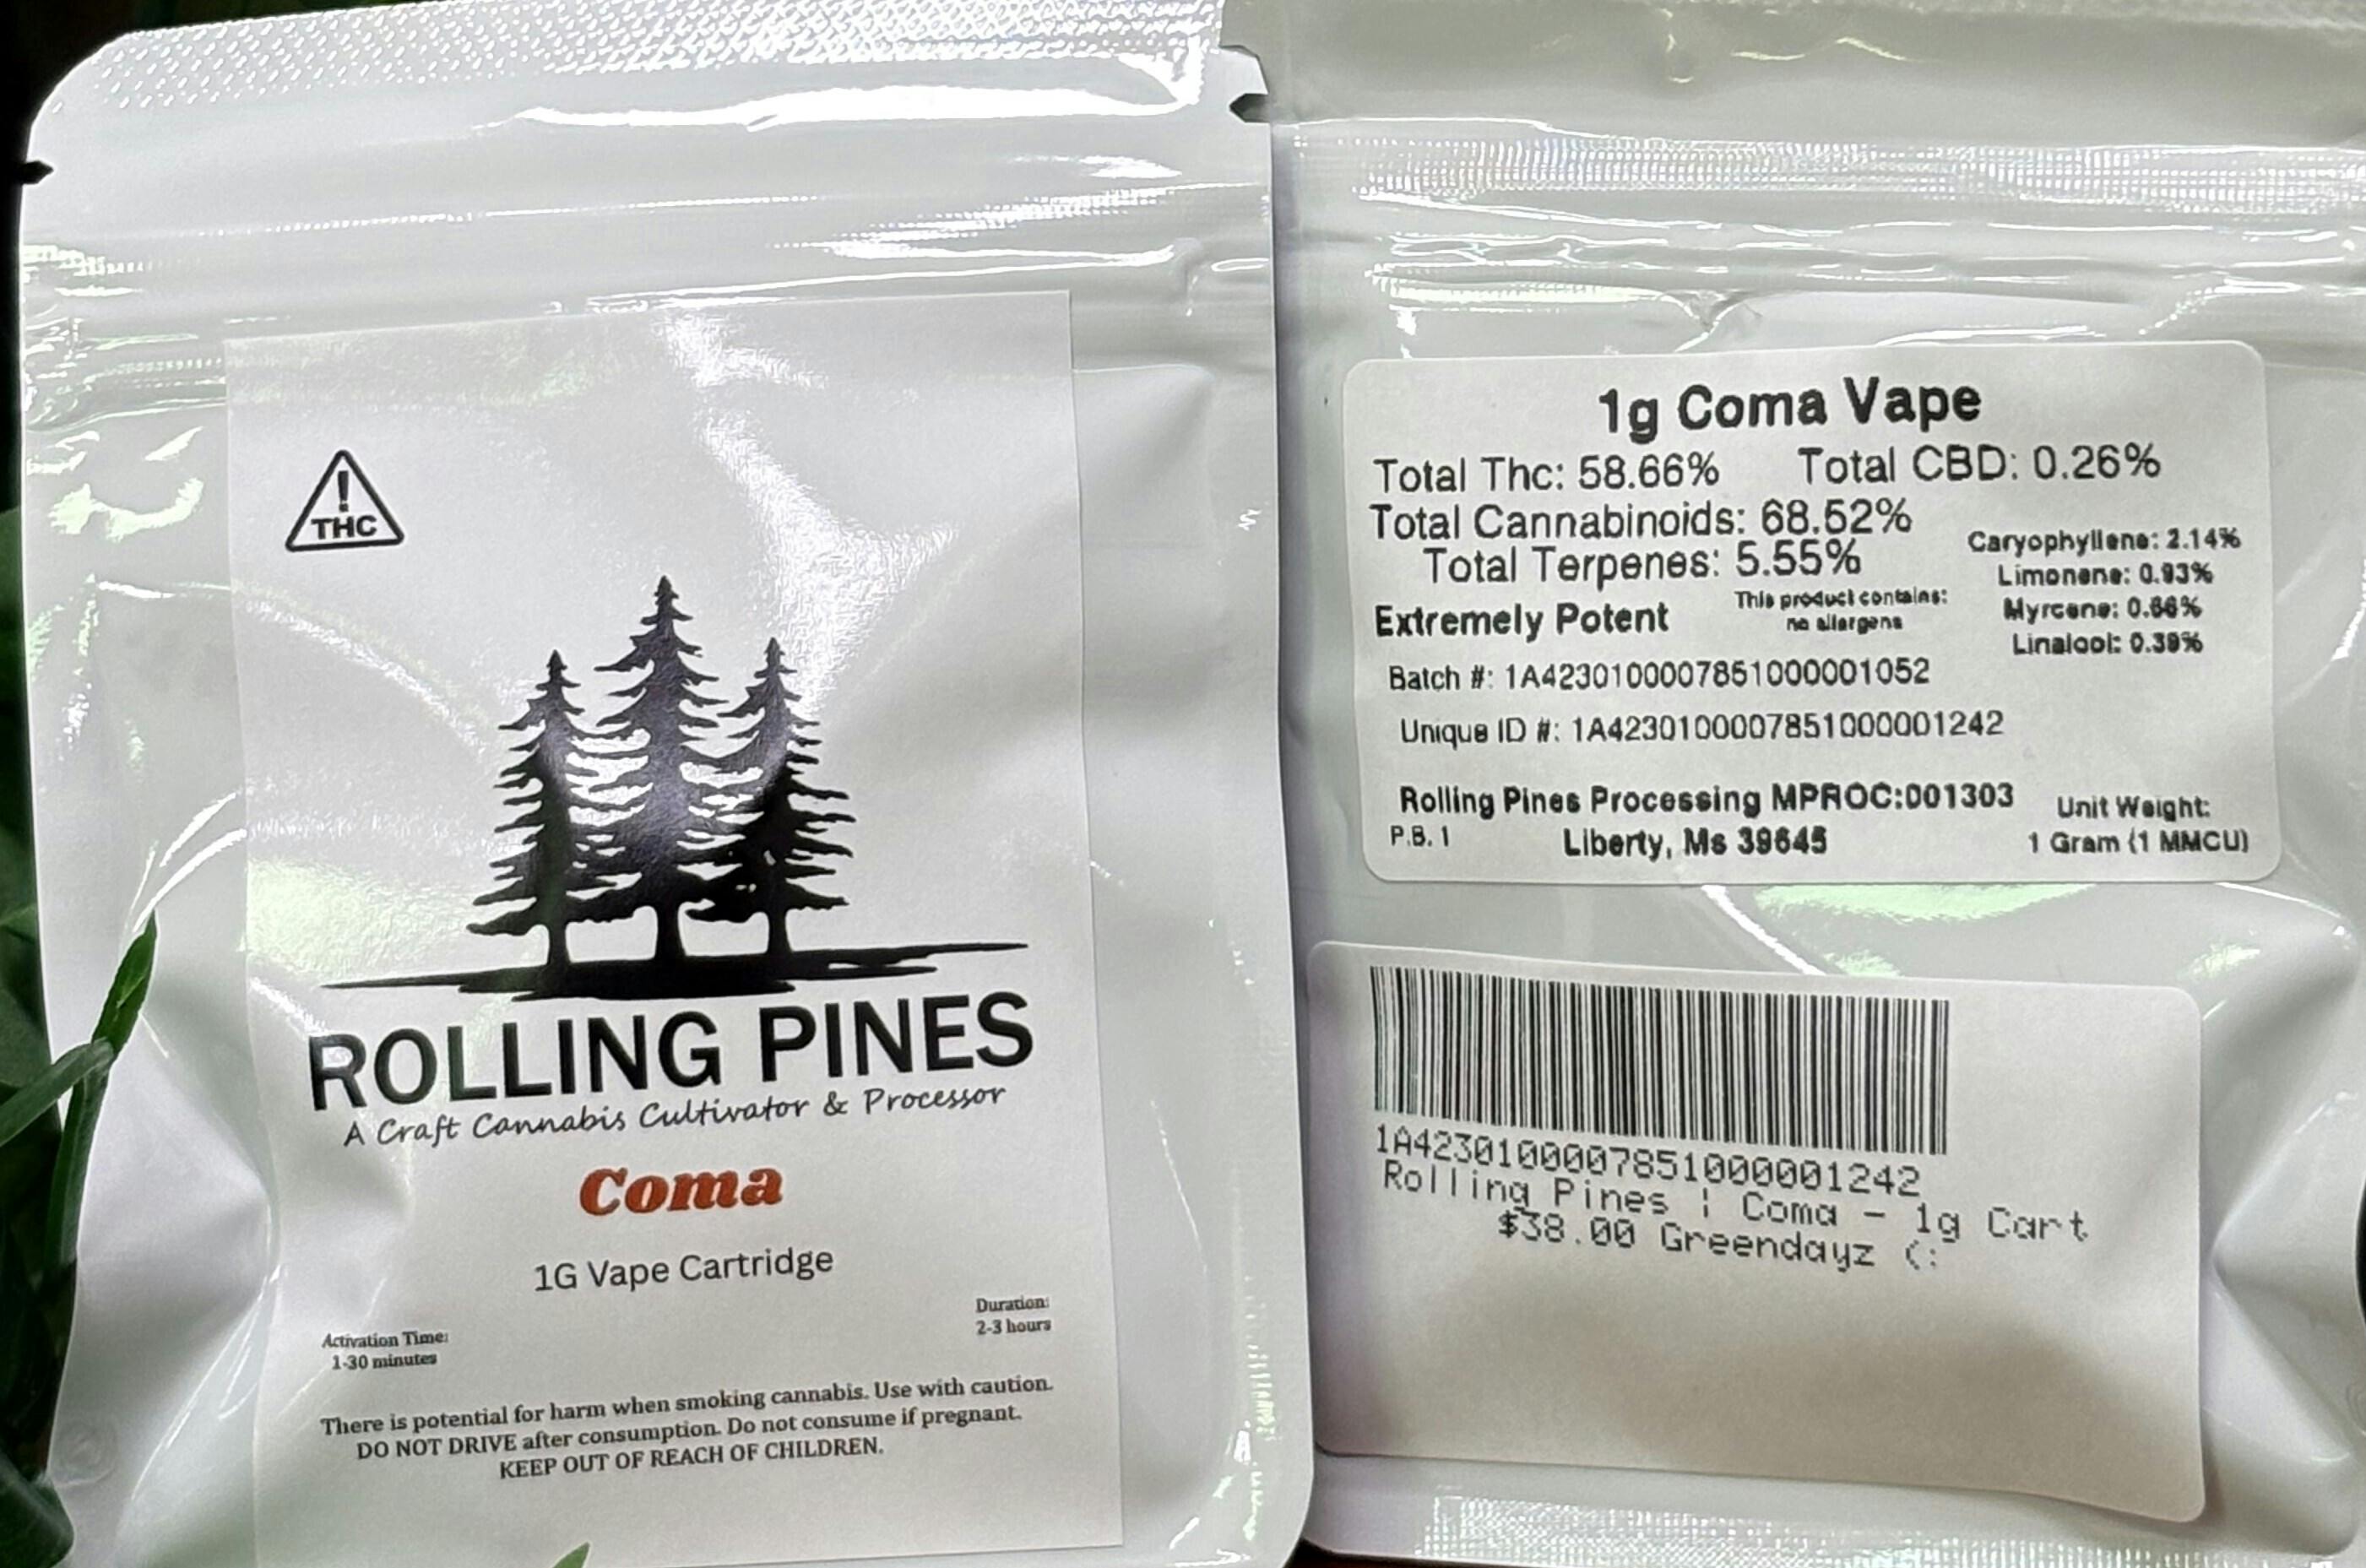 !
THC
ROLLING PINES
A Craft Cannabis Cultivator & Processor
Coma
1G Vape Cartridge
Activation Time:
1-30 minutes
Duration:
2-3 hours
There is potential for harm when smoking cannabis. Use with caution.
DO NOT DRIVE after consumption. Do not consume if pregnant.
KEEP OUT OF REACH OF CHILDREN.
1g Coma Vape
Total Thc: 58.66% Total CBD: 0.26%
Total Cannabinoids: 68.52%
Total Terpenes: 5.55%
Caryophyllene: 2.14%
Limonene: 0.93%
Myrcene: 0.66%
Linalool: 0.39%
Extremely Potent
This product contains:
no allergens
Batch #: 1A4230100007851000001052
Unique ID #: 1A4230100007851000001242
Rolling Pines Processing MPROC:001303
P.B. 1 Liberty, Ms 39645
Unit Weight:
1 Gram (1 MMCU)
1A4230100007851000001242
Rolling Pines ¦ Coma - 1g Cart
$38.00 Greendayz (: